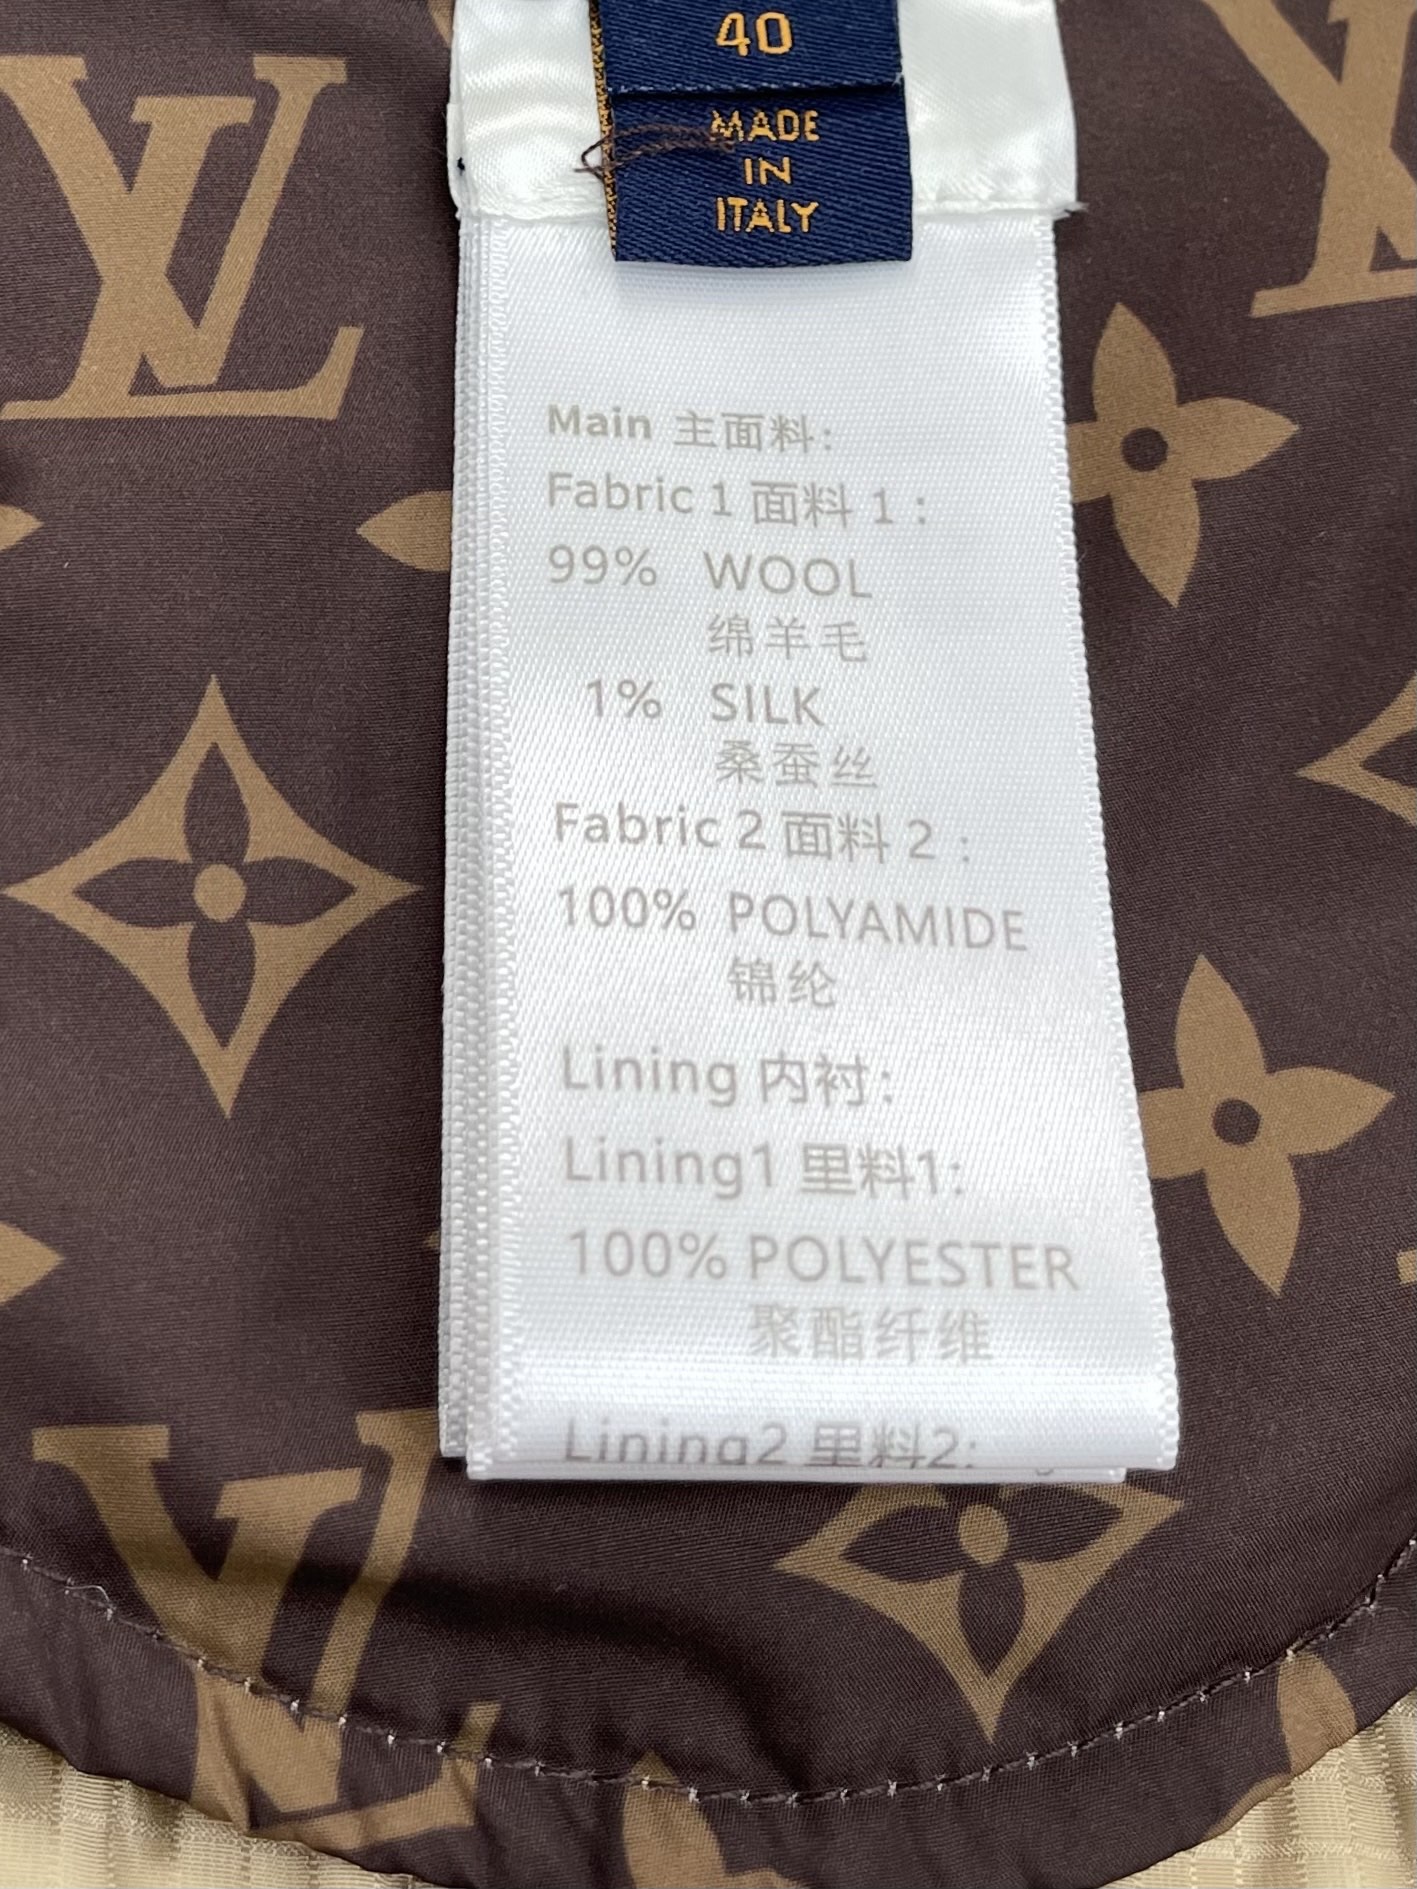 40
MADE
IN
ITALY
Main 主面料:
Fabric 1 面料 1 :
99% WOOL
绵羊毛
1% SILK
桑蚕丝
Fabric 2 面料 2 :
100% POLYAMIDE
锦纶
Lining 内衬:
Lining1 里料1:
100% POLYESTER
聚酯纤维
Lining2 里料2: